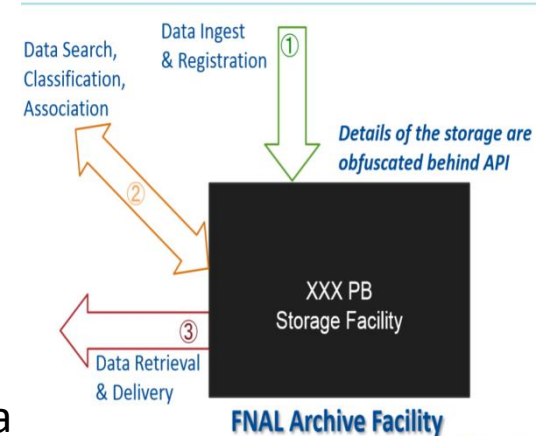 Data Ingest
& Registration
①
Data Search,
Classification,
Association
Details of the storage are
obfuscated behind API
②
XXX PB
Storage Facility
③
Data Retrieval
& Delivery
a
FNAL Archive Facility